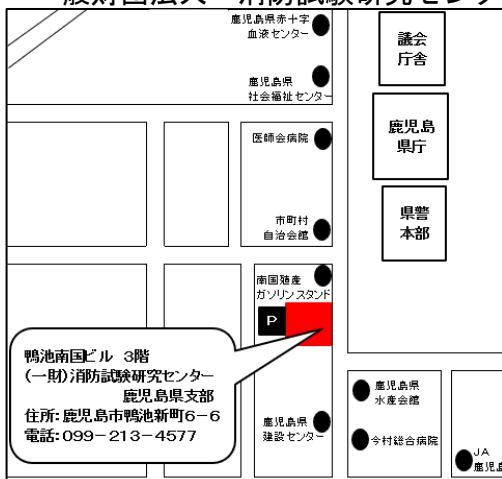 一般財団法人 消防試験研究センタ
鹿児島県赤十字
血液センター
議会
庁舎
鹿児島県
社会福祉センター
鹿児島
県庁
医師会病院
県警
本部
市町村
自治会館
南国殖産
ガソリンスタンド
P
鴨池南国ビル 3階
(一財)消防試験研究センター
鹿児島県支部
住所:鹿児島市鴨池新町6-6
電話:099-213-4577
鹿児島県
建設センター
鹿児島県
水産会館
今村総合病院
JA
鹿児島